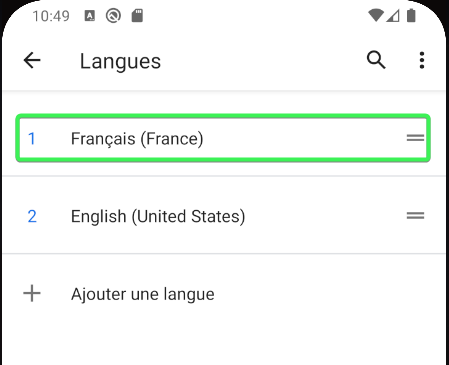 10:49
Langues
1 Français (France)
2 English (United States)
Ajouter une langue